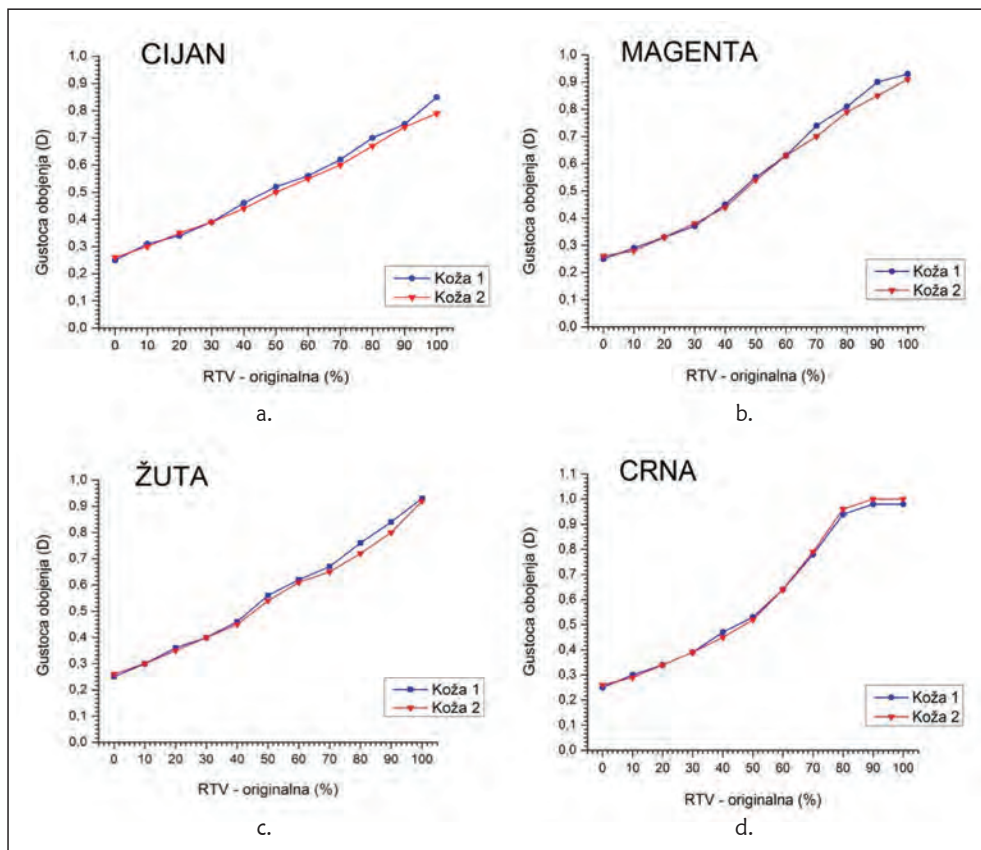 CIJAN
Gustoca obojenja (D)
1,0
0,9
0,8
0,7
0,6
0,5
0,4
0,3
0,2
0,1
0,0
0 10 20 30 40 50 60 70 80 90 100
RTV - originalna (%)
Koža 1
Koža 2
a.
MAGENTA
Gustoca obojenja (D)
1,0
0,9
0,8
0,7
0,6
0,5
0,4
0,3
0,2
0,1
0,0
0 10 20 30 40 50 60 70 80 90 100
RTV - originalna (%)
Koža 1
Koža 2
b.
ŽUTA
Gustoca obojenja (D)
1,0
0,9
0,8
0,7
0,6
0,5
0,4
0,3
0,2
0,1
0,0
0 10 20 30 40 50 60 70 80 90 100
RTV - originalna (%)
Koža 1
Koža 2
c.
CRNA
Gustoca obojenja (D)
1,1
1,0
0,9
0,8
0,7
0,6
0,5
0,4
0,3
0,2
0,1
0,0
0 10 20 30 40 50 60 70 80 90 100
RTV - originalna (%)
Koža 1
Koža 2
d.